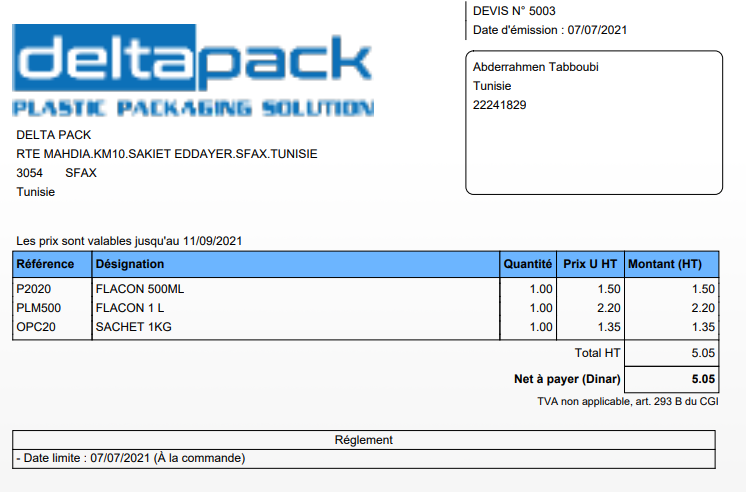 DEVIS N° 5003
Date d'émission : 07/07/2021
deltapack
PLASTIC PACKAGING SOLUTION
Abderrahmen Tabboubi
Tunisie
22241829
DELTA PACK
RTE MAHDIA.KM10.SAKIET EDDAYER.SFAX.TUNISIE
3054 SFAX
Tunisie
Les prix sont valables jusqu'au 11/09/2021
Référence Désignation Quantité Prix U HT Montant (HT)
P2020 FLACON 500ML 1.00 1.50 1.50
PLM500 FLACON 1 L 1.00 2.20 2.20
OPC20 SACHET 1KG 1.00 1.35 1.35
Total HT 5.05
Net à payer (Dinar) 5.05
TVA non applicable, art. 293 B du CGI
Réglement
- Date limite : 07/07/2021 (À la commande)